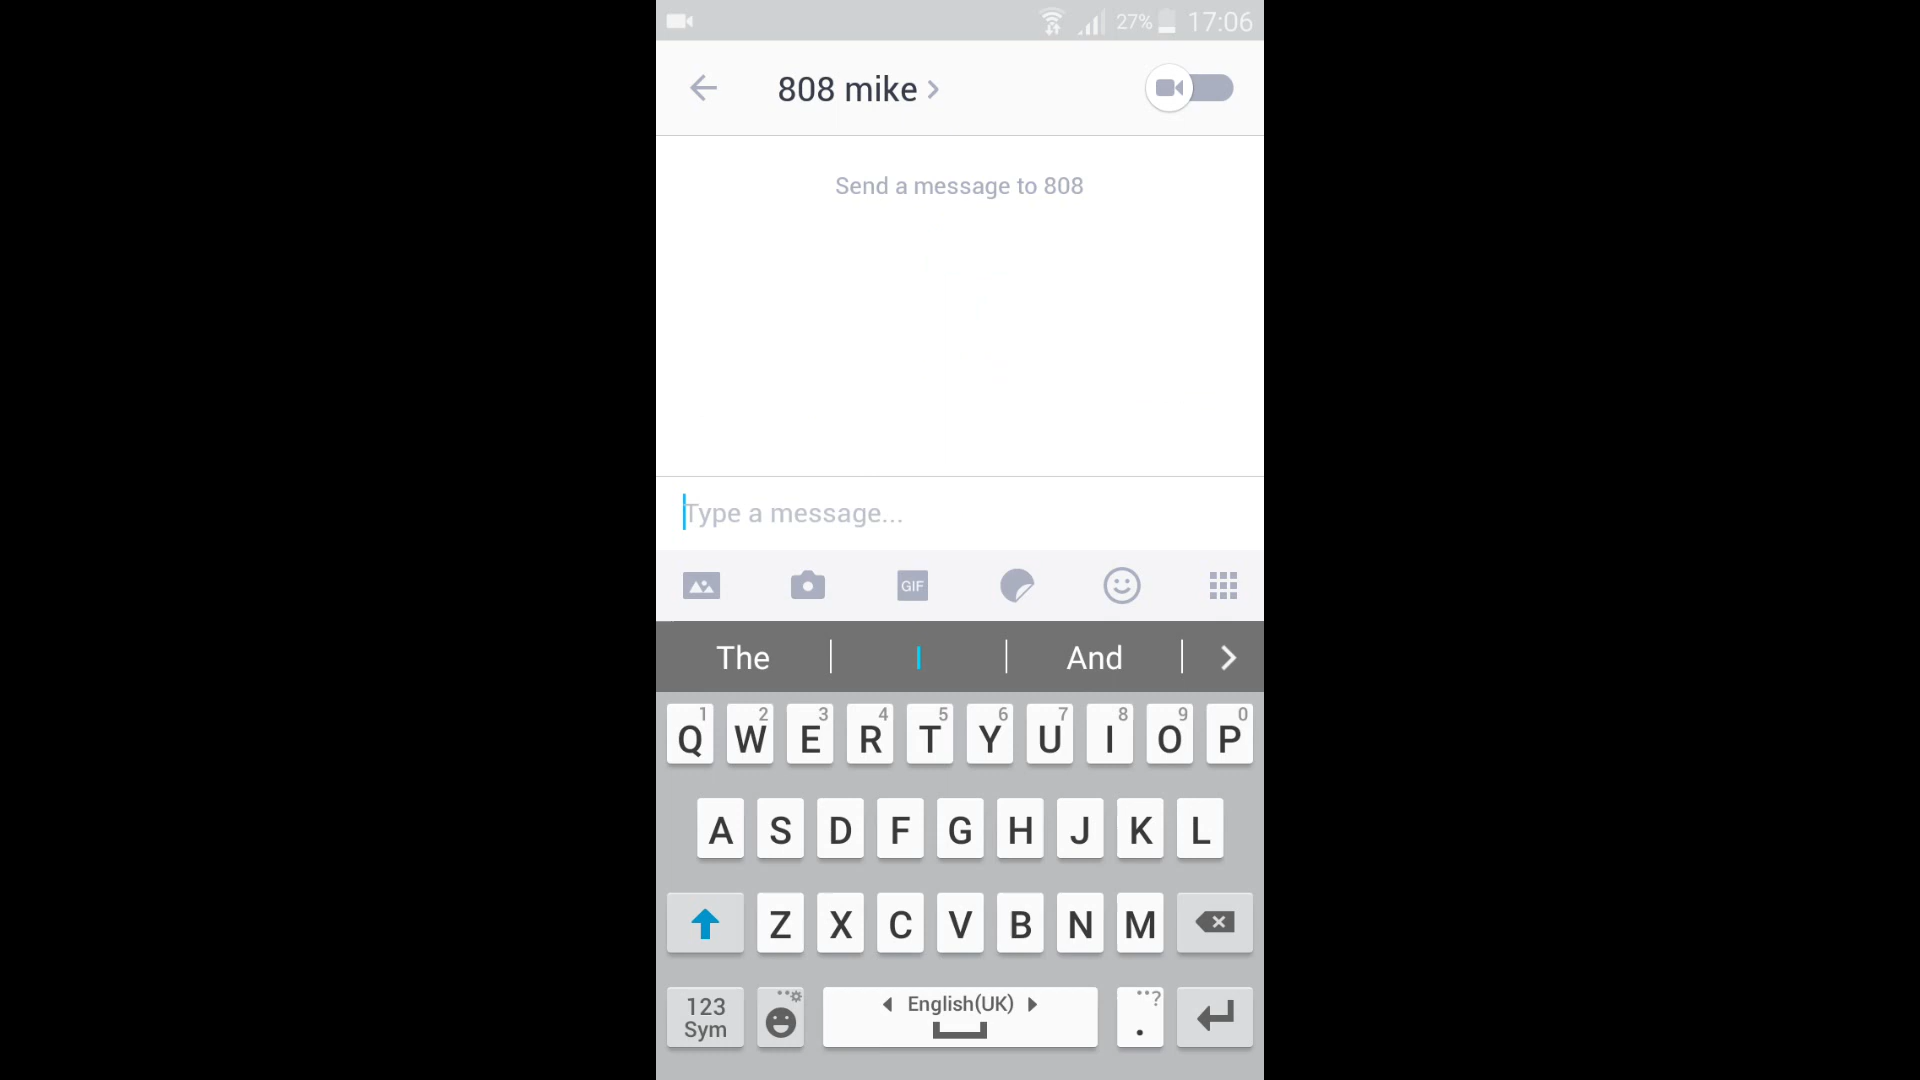 27% 17:06
808 mike
Send a message to 808
Type a message...
GIF
The I And
1 2 3 4 5 6 7 8 9 0
Q W E R T Y U I O P
A S D F G H J K L
Z X C V B N M
123 English(UK) ?
Sym .